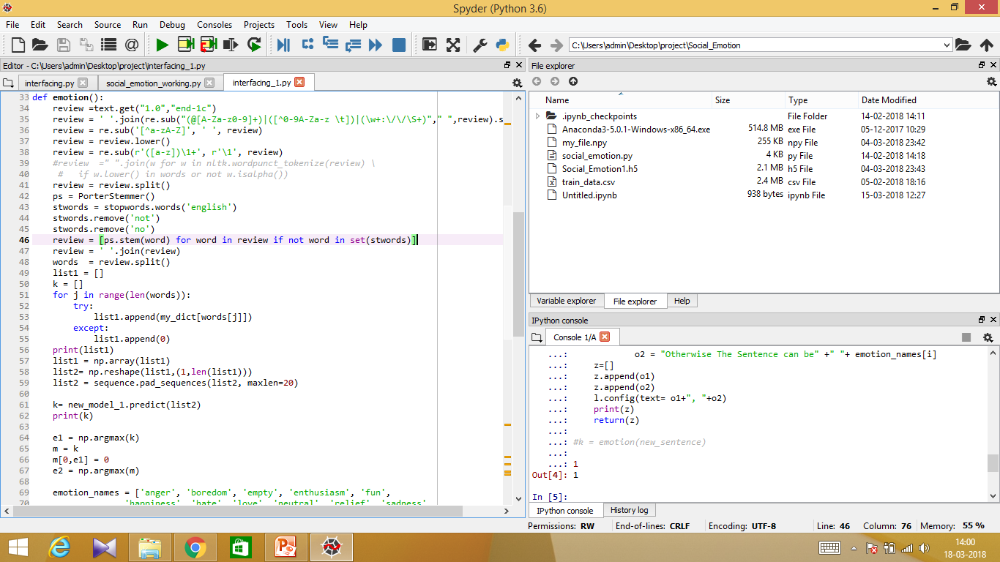 Spyder (Python 3.6)
File Edit Search Source Run Debug Consoles Projects Tools View Help
C:\Users\admin\Desktop\project\Social_Emotion
Editor - C:\Users\admin\Desktop\project\interfacing_1.py
interfacing.py social_emotion_working.py interfacing_1.py
33 def emotion():
34     review =text.get("1.0","end-1c")
35     review = ' '.join(re.sub("(@[A-Za-z0-9]+)|([^0-9A-Za-z \t])|(\w+:\/\/\S+)"," ",review).s
36     review = re.sub('[^a-zA-Z]', ' ', review)
37     review = review.lower()
38     review = re.sub(r'([a-z])\1+', r'\1', review)
39     #review  =" ".join(w for w in nltk.wordpunct_tokenize(review) \
40      #   if w.lower() in words or not w.isalpha())
41     review = review.split()
42     ps = PorterStemmer()
43     stwords = stopwords.words('english')
44     stwords.remove('not')
45     stwords.remove('no')
46     review = [ps.stem(word) for word in review if not word in set(stwords)]
47     review = ' '.join(review)
48     words  = review.split()
49     list1 = []
50     k = []
51     for j in range(len(words)):
52         try:
53             list1.append(my_dict[words[j]])
54         except:
55             list1.append(0)
56     print(list1)
57     list1 = np.array(list1)
58     list2= np.reshape(list1,(1,len(list1)))
59     list2 = sequence.pad_sequences(list2, maxlen=20)
60
61     k= new_model_1.predict(list2)
62     print(k)
63
64     e1 = np.argmax(k)
65     m = k
66     m[0,e1] = 0
67     e2 = np.argmax(m)
68
69     emotion_names = ['anger', 'boredom', 'empty', 'enthusiasm', 'fun',
70                   'happiness', 'hate', 'love', 'neutral', 'relief', 'sadness'
File explorer
Name Size Type Date Modified
.ipynb_checkpoints File Folder 14-02-2018 14:11
Anaconda3-5.0.1-Windows-x86_64.exe 514.8 MB exe File 05-12-2017 10:29
my_file.npy 255 KB npy File 04-03-2018 23:42
social_emotion.py 4 KB py File 14-02-2018 14:18
Social_Emotion1.h5 2.1 MB h5 File 04-03-2018 23:43
train_data.csv 2.4 MB csv File 05-02-2018 18:16
Untitled.ipynb 938 bytes ipynb File 15-03-2018 12:27
Variable explorer File explorer Help
IPython console
Console 1/A
...:             o2 = "Otherwise The Sentence can be" +" "+ emotion_names[i]
...:     z=[]
...:     z.append(o1)
...:     z.append(o2)
...:     l.config(text= o1+", "+o2)
...:     print(z)
...:     return(z)
...:
...: #k = emotion(new_sentence)
...:
...: 1
Out[4]: 1
In [5]:
IPython console History log
Permissions: RW End-of-lines: CRLF Encoding: UTF-8 Line: 46 Column: 76 Memory: 55 %
14:00
18-03-2018